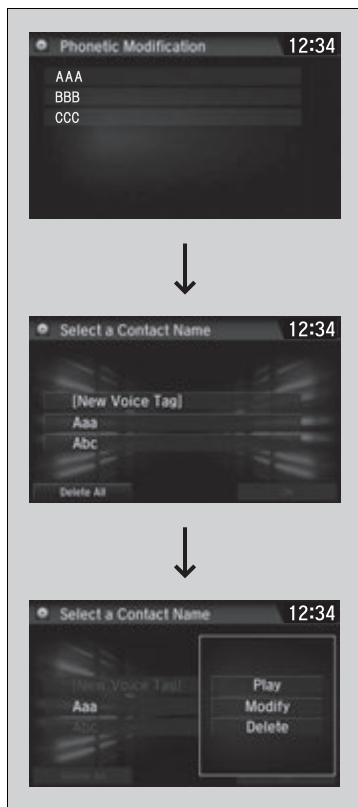 Phonetic Modification 12:34
AAA
BBB
CCC
Select a Contact Name 12:34
[New Voice Tag]
Aaa
Abc
Delete All
Select a Contact Name 12:34
[New Voice Tag]
Aaa
Abc
Play
Modify
Delete
Delete All